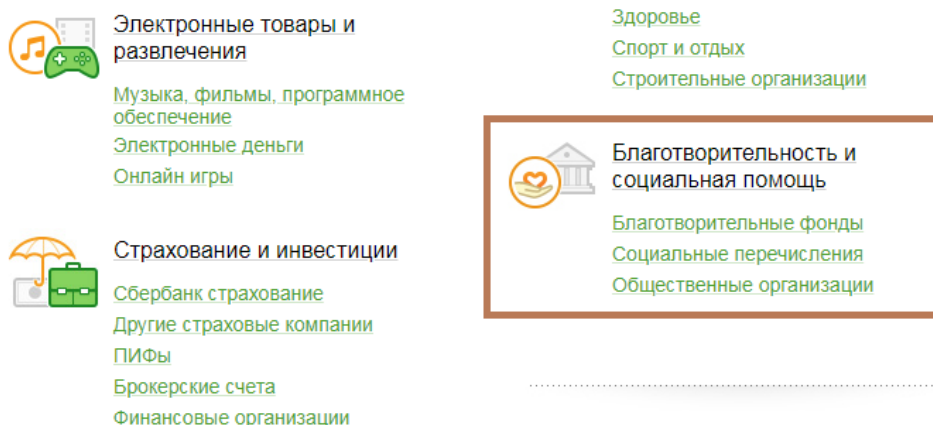 Электронные товары и
развлечения
Музыка, фильмы, программное
обеспечение
Электронные деньги
Онлайн игры
Страхование и инвестиции
Сбербанк страхование
Другие страховые компании
ПИФы
Брокерские счета
Финансовые организации
Здоровье
Спорт и отдых
Строительные организации
Благотворительность и
социальная помощь
Благотворительные фонды
Социальные перечисления
Общественные организации